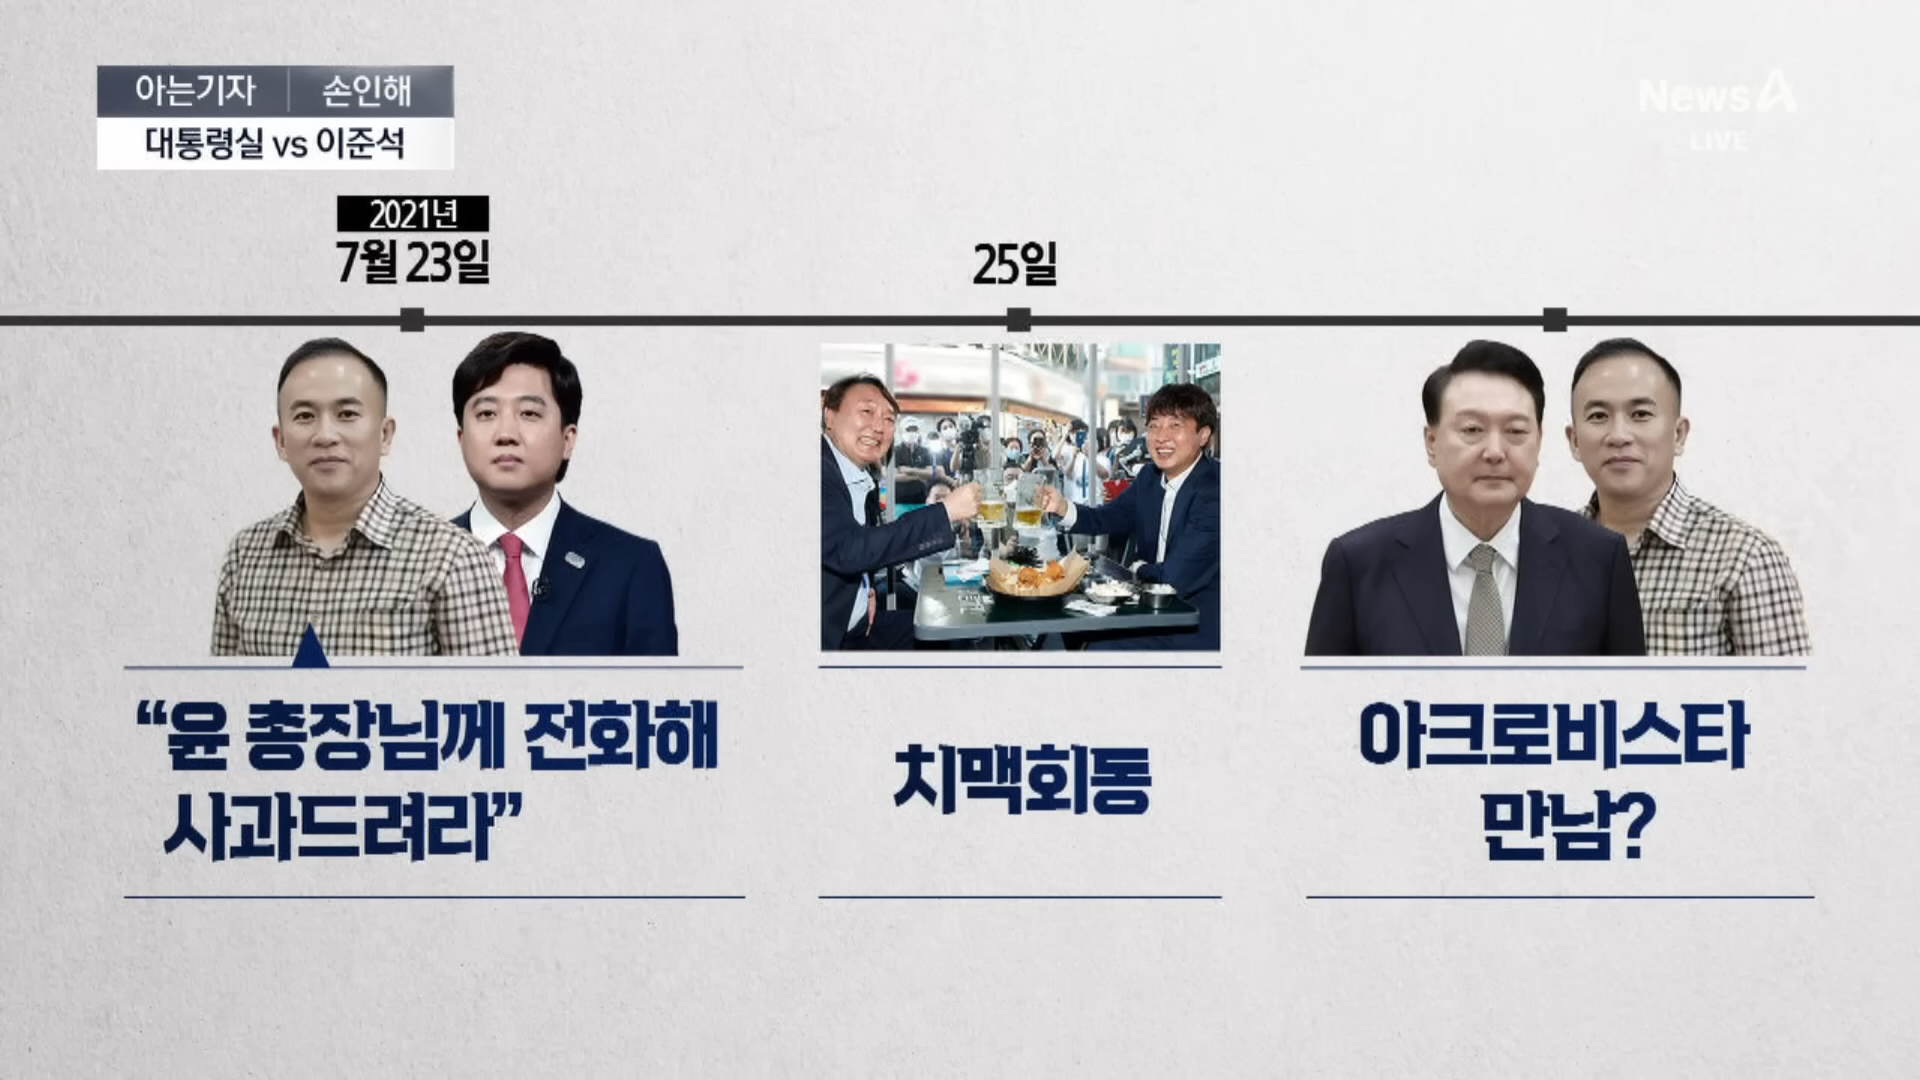 아는기자 손인해
대통령실 vs 이준석
News A
LIVE
2021년
7월 23일
25일
“윤 총장님께 전화해
사과드려라”
치맥회동
아크로비스타
만남?